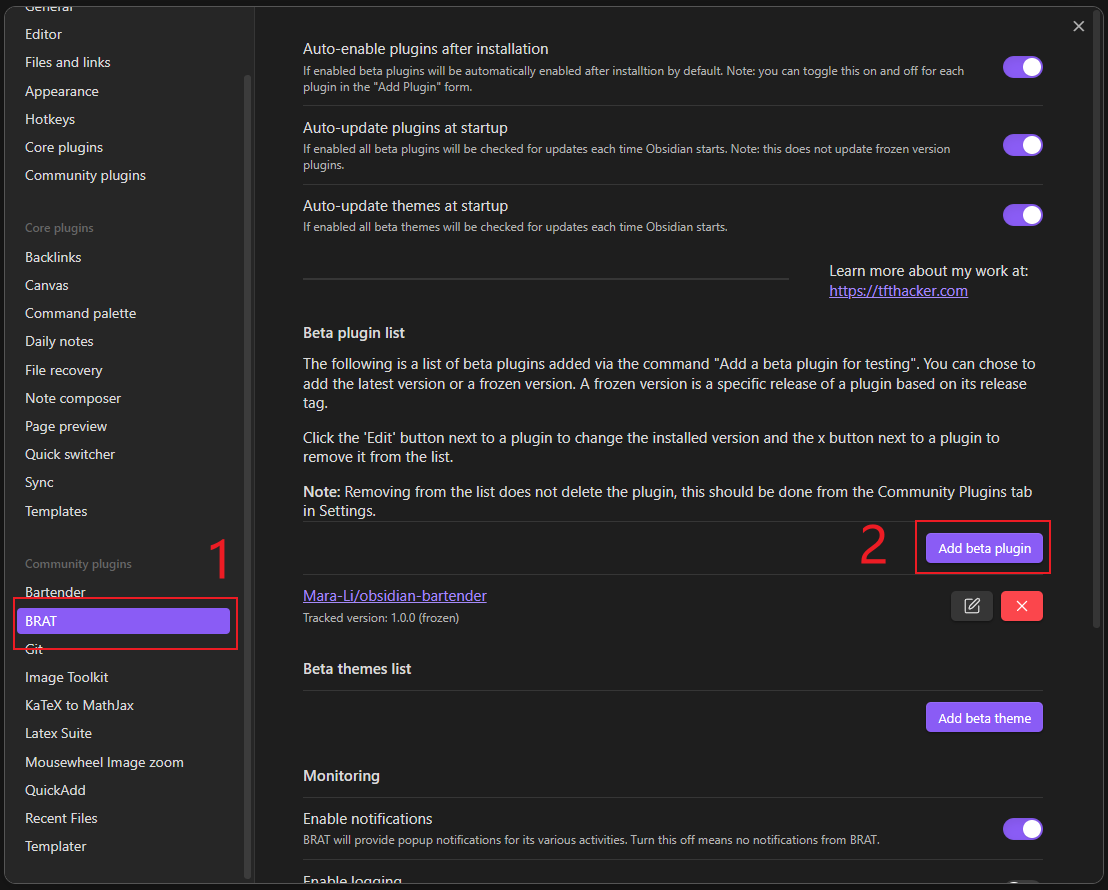 General
Editor
Files and links
Appearance
Hotkeys
Core plugins
Community plugins
Core plugins
Backlinks
Canvas
Command palette
Daily notes
File recovery
Note composer
Page preview
Quick switcher
Sync
Templates
Community plugins
1
Bartender
BRAT
Git
Image Toolkit
KaTeX to MathJax
Latex Suite
Mousewheel Image zoom
QuickAdd
Recent Files
Templater
Auto-enable plugins after installation
If enabled beta plugins will be automatically enabled after installtion by default. Note: you can toggle this on and off for each
plugin in the "Add Plugin" form.
Auto-update plugins at startup
If enabled all beta plugins will be checked for updates each time Obsidian starts. Note: this does not update frozen version
plugins.
Auto-update themes at startup
If enabled all beta themes will be checked for updates each time Obsidian starts.
Learn more about my work at:
https://tfthacker.com
Beta plugin list
The following is a list of beta plugins added via the command "Add a beta plugin for testing". You can chose to
add the latest version or a frozen version. A frozen version is a specific release of a plugin based on its release
tag.
Click the 'Edit' button next to a plugin to change the installed version and the x button next to a plugin to
remove it from the list.
Note: Removing from the list does not delete the plugin, this should be done from the Community Plugins tab
in Settings.
2
Add beta plugin
Mara-Li/obsidian-bartender
Tracked version: 1.0.0 (frozen)
Beta themes list
Add beta theme
Monitoring
Enable notifications
BRAT will provide popup notifications for its various activities. Turn this off means no notifications from BRAT.
Enable logging